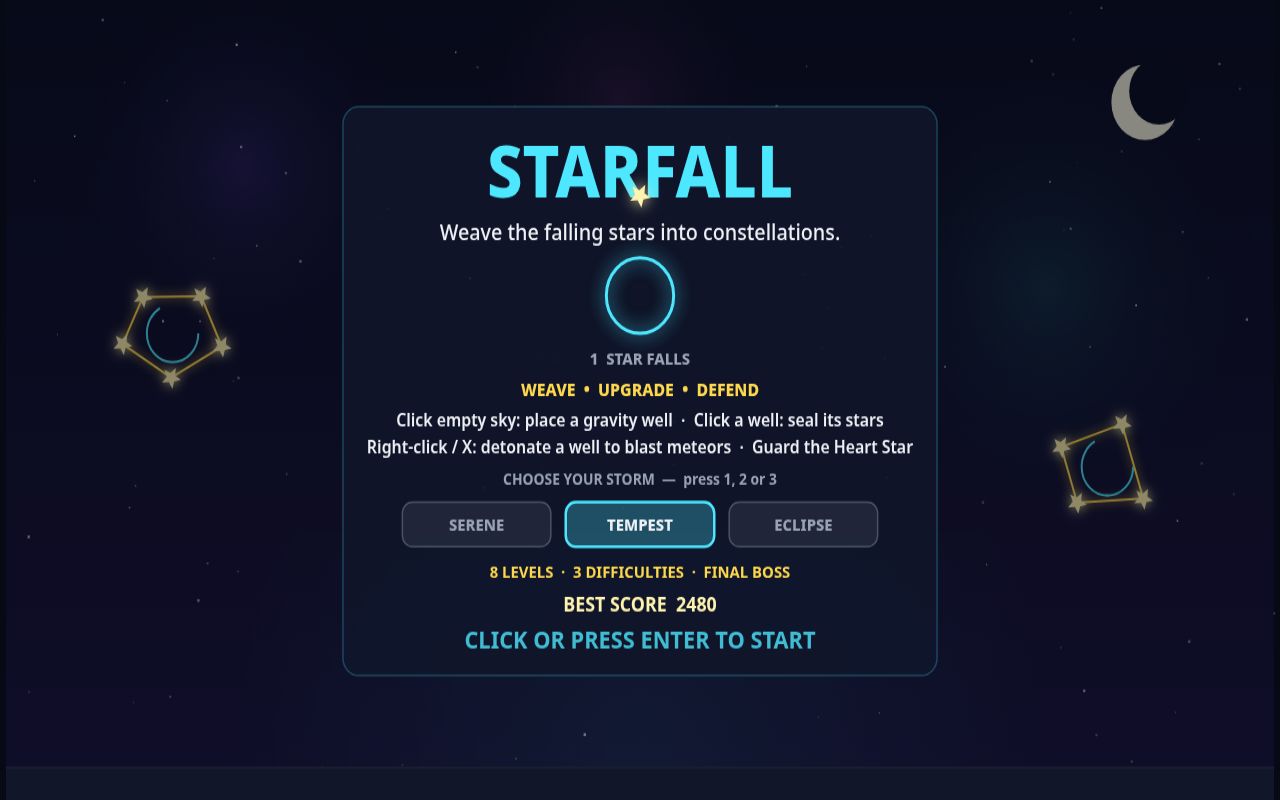 STARFALL
Weave the falling stars into constellations.
1 STAR FALLS
WEAVE • UPGRADE • DEFEND
Click empty sky: place a gravity well · Click a well: seal its stars
Right-click / X: detonate a well to blast meteors · Guard the Heart Star
CHOOSE YOUR STORM — press 1, 2 or 3
SERENE TEMPEST ECLIPSE
8 LEVELS · 3 DIFFICULTIES · FINAL BOSS
BEST SCORE 2480
CLICK OR PRESS ENTER TO START